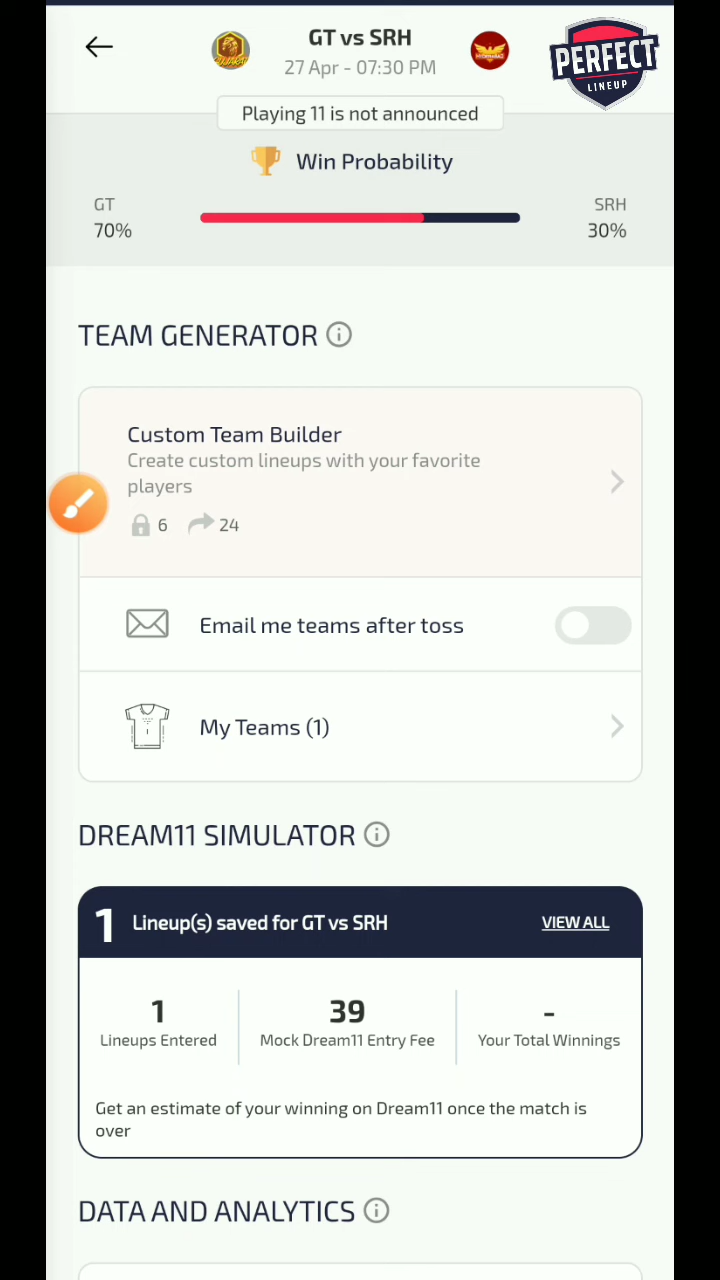 GT vs SRH
27 Apr - 07:30 PM
PERFECT
LINEUP
Playing 11 is not announced
Win Probability
GT
SRH
70%
30%
TEAM GENERATOR
Custom Team Builder
Create custom lineups with your favorite
players
6
24
Email me teams after toss
My Teams (1)
DREAM11 SIMULATOR
1 Lineup(s) saved for GT vs SRH VIEW ALL
1
39
-
Lineups Entered
Mock Dream11 Entry Fee
Your Total Winnings
Get an estimate of your winning on Dream11 once the match is
over
DATA AND ANALYTICS